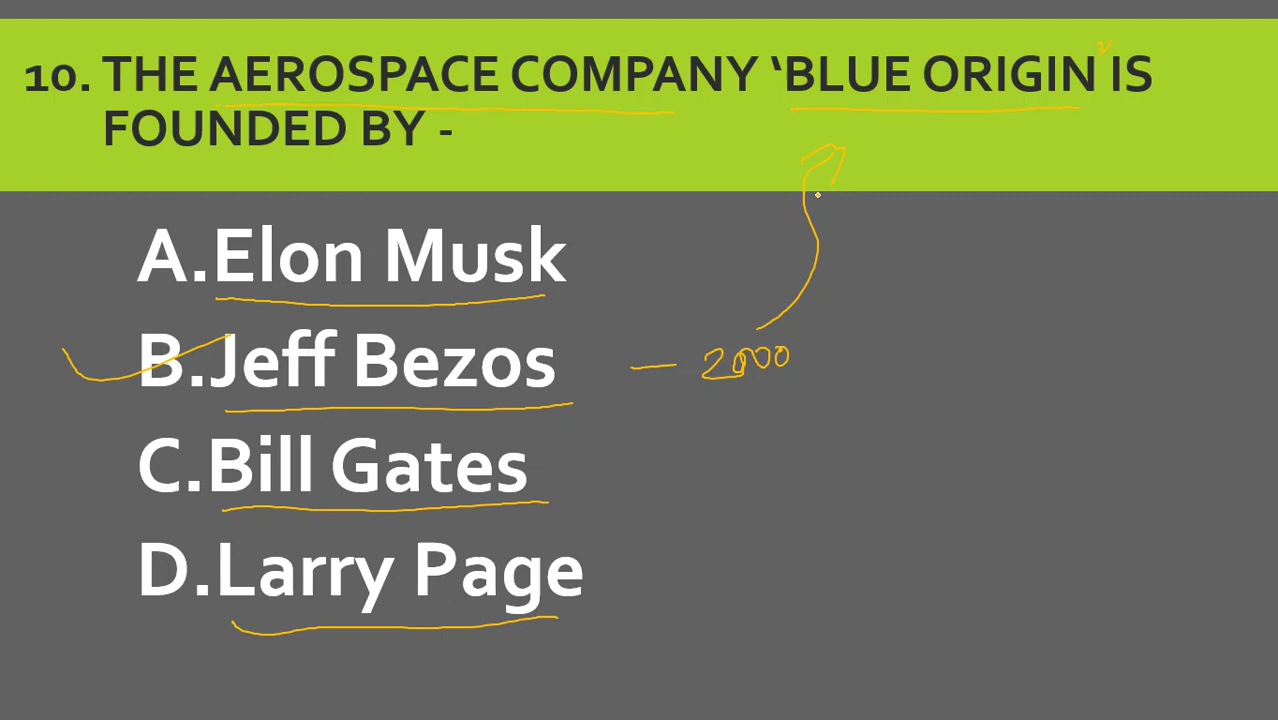 10. THE AEROSPACE COMPANY ‘BLUE ORIGIN IS
FOUNDED BY -
A.Elon Musk
B.Jeff Bezos — 2000
C.Bill Gates
D.Larry Page